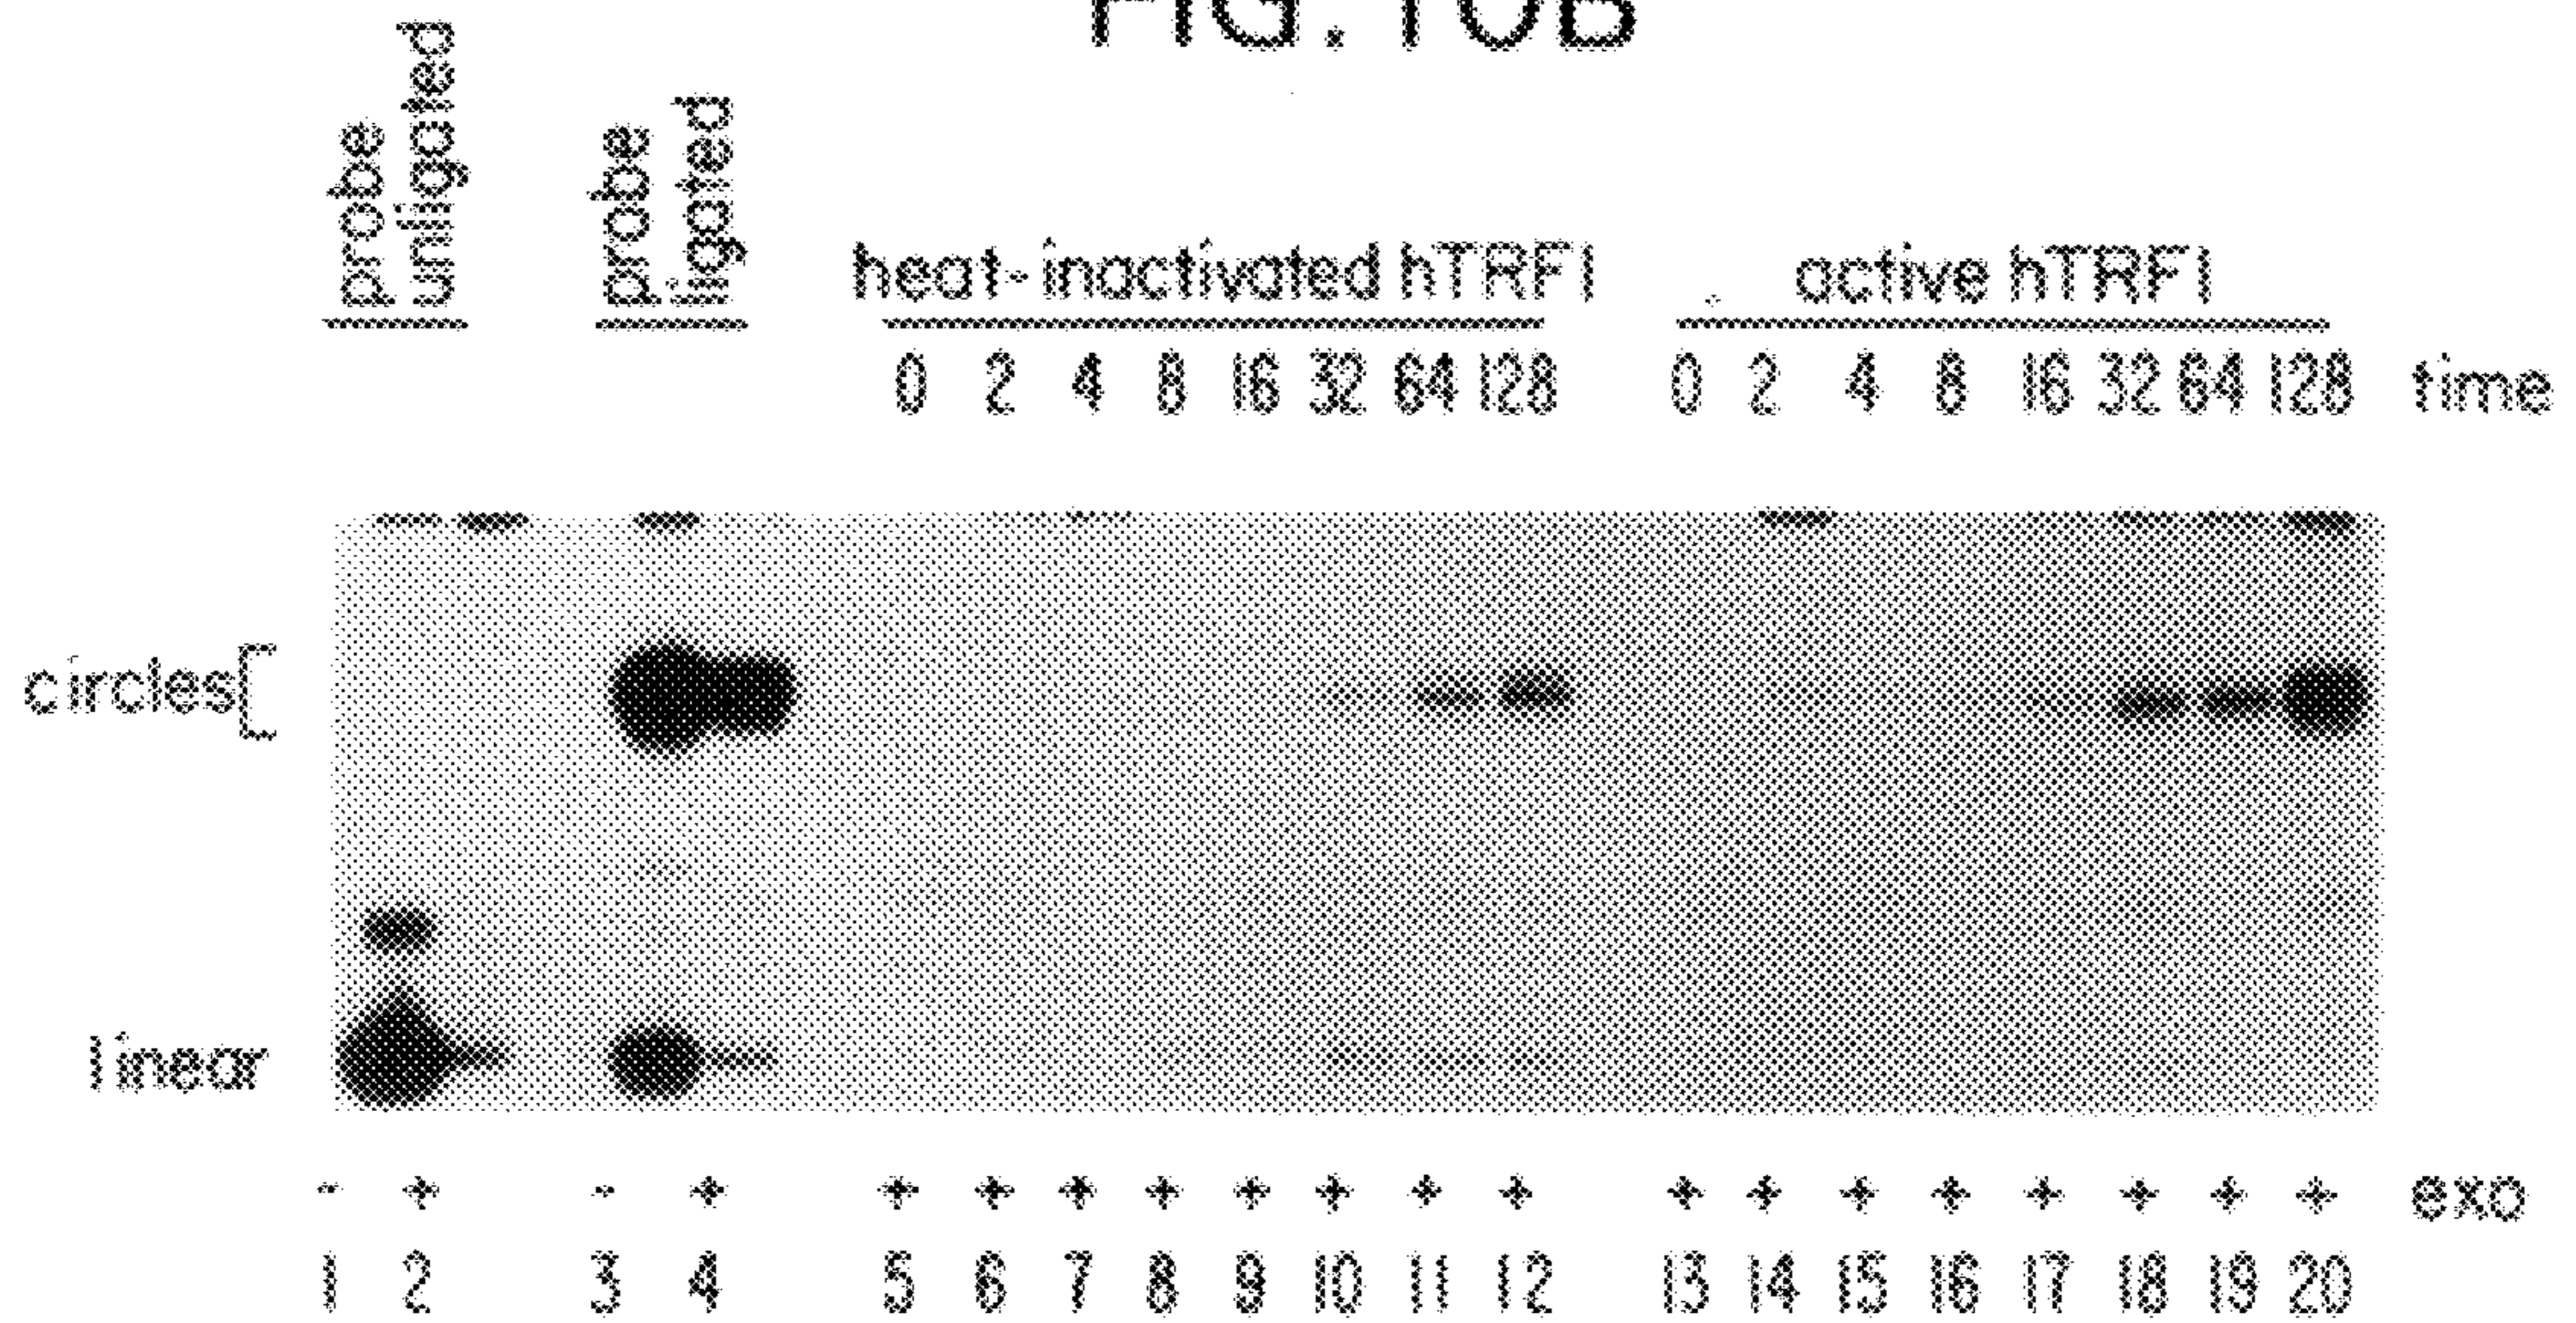 FIG. 10B
probe
unligated
probe
ligated
heat-inactivated hTRF1
active hTRF1
0 2 4 8 16 32 64 128 0 2 4 8 16 32 64 128 time
circles
linear
- + - + + + + + + + + + + + + + + + + + exo
1 2 3 4 5 6 7 8 9 10 11 12 13 14 15 16 17 18 19 20